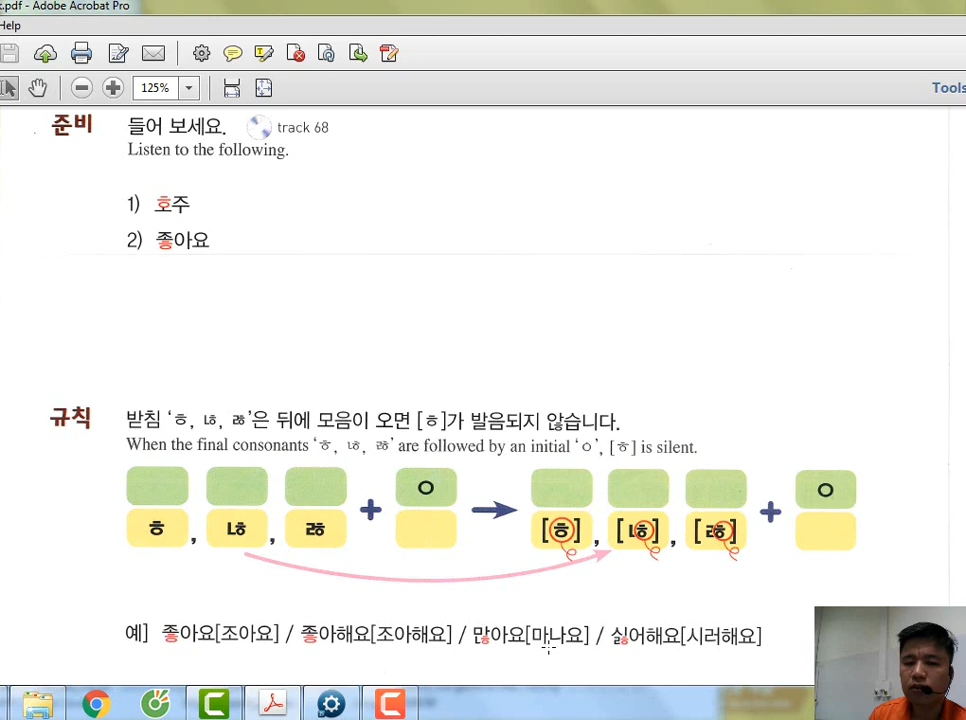 .pdf - Adobe Acrobat Pro
Help
125%
Tools
준비 들어 보세요. track 68
Listen to the following.
1) 호주
2) 좋아요
규칙 받침 ‘ㅎ, ㄶ, ㅀ’은 뒤에 모음이 오면 [ㅎ]가 발음되지 않습니다.
When the final consonants ‘ㅎ, ㄶ, ㅀ’ are followed by an initial ‘ㅇ’, [ㅎ] is silent.
ㅇ ㅇ
ㅎ , ㄶ , ㅀ + → [ㅎ] , [ㄶ] , [ㅀ] +
예] 좋아요[조아요] / 좋아해요[조아해요] / 많아요[마나요] / 싫어해요[시러해요]